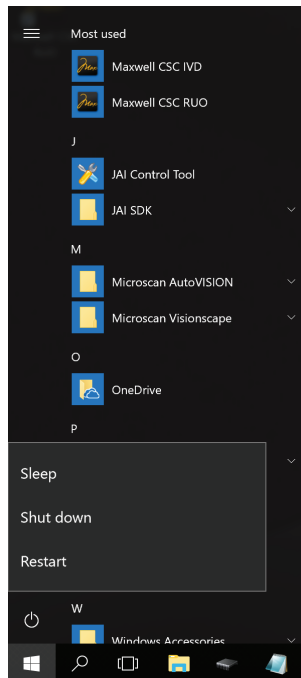 Most used
Maxwell CSC IVD
Maxwell CSC RUO
J
JAI Control Tool
JAI SDK
M
Microscan AutoVISION
Microscan Visionscape
O
OneDrive
P
Sleep
Shut down
Restart
W
Windows Accessories